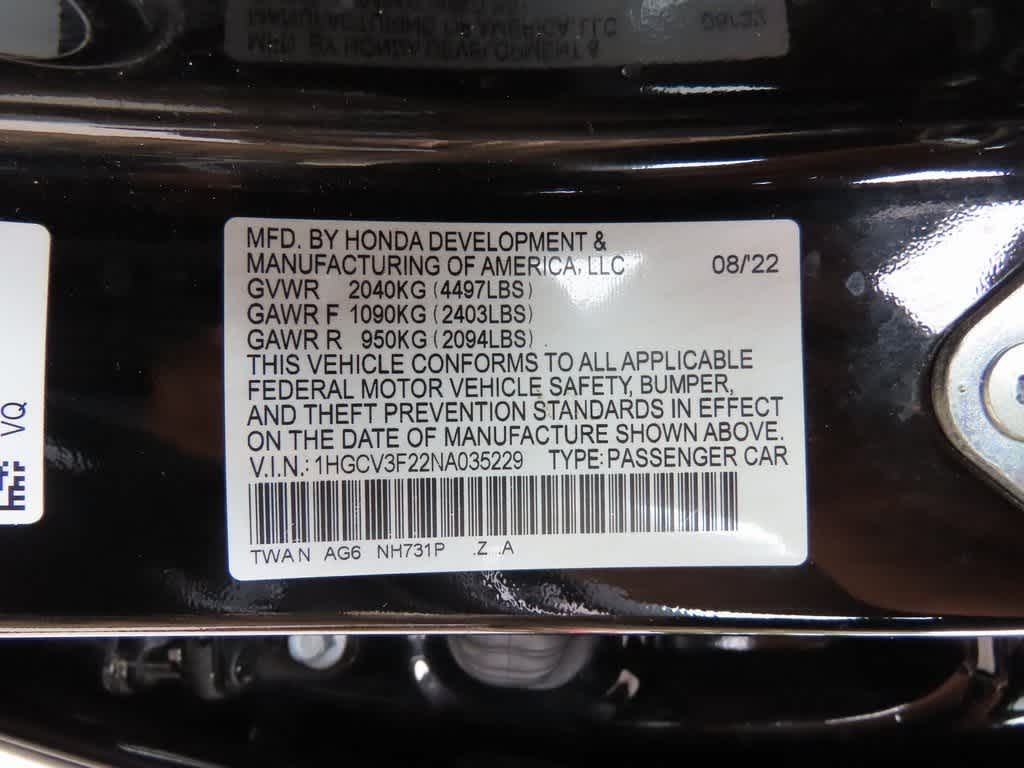 MFD. BY HONDA DEVELOPMENT &
MANUFACTURING OF AMERICA, LLC 08/'22
GVWR 2040KG (4497LBS)
GAWR F 1090KG (2403LBS)
GAWR R 950KG (2094LBS)
THIS VEHICLE CONFORMS TO ALL APPLICABLE
FEDERAL MOTOR VEHICLE SAFETY, BUMPER,
AND THEFT PREVENTION STANDARDS IN EFFECT
ON THE DATE OF MANUFACTURE SHOWN ABOVE.
V.I.N.: 1HGCV3F22NA035229 TYPE: PASSENGER CAR
TWAN AG6 NH731P .Z .A
VQ